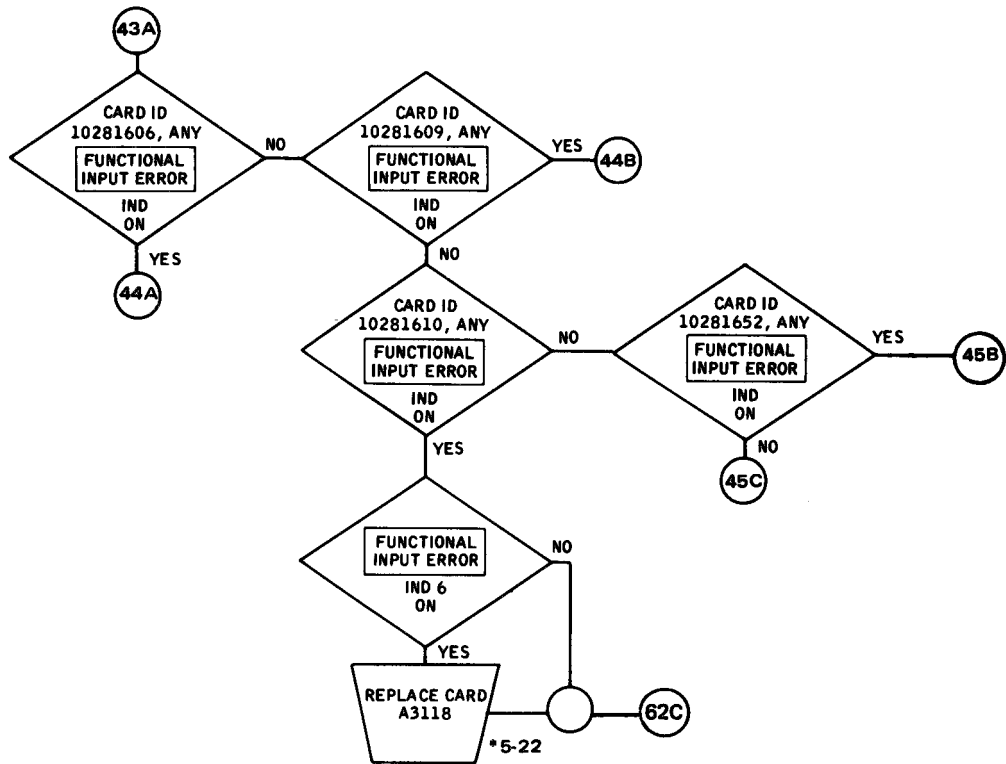 43A
CARD ID
10281606, ANY
FUNCTIONAL
INPUT ERROR
IND
ON
NO
YES
44A
CARD ID
10281609, ANY
FUNCTIONAL
INPUT ERROR
IND
ON
YES
44B
NO
CARD ID
10281610, ANY
FUNCTIONAL
INPUT ERROR
IND
ON
NO
YES
CARD ID
10281652, ANY
FUNCTIONAL
INPUT ERROR
IND
ON
YES
45B
NO
45C
FUNCTIONAL
INPUT ERROR
IND 6
ON
NO
YES
REPLACE CARD
A3118
*5-22
62C